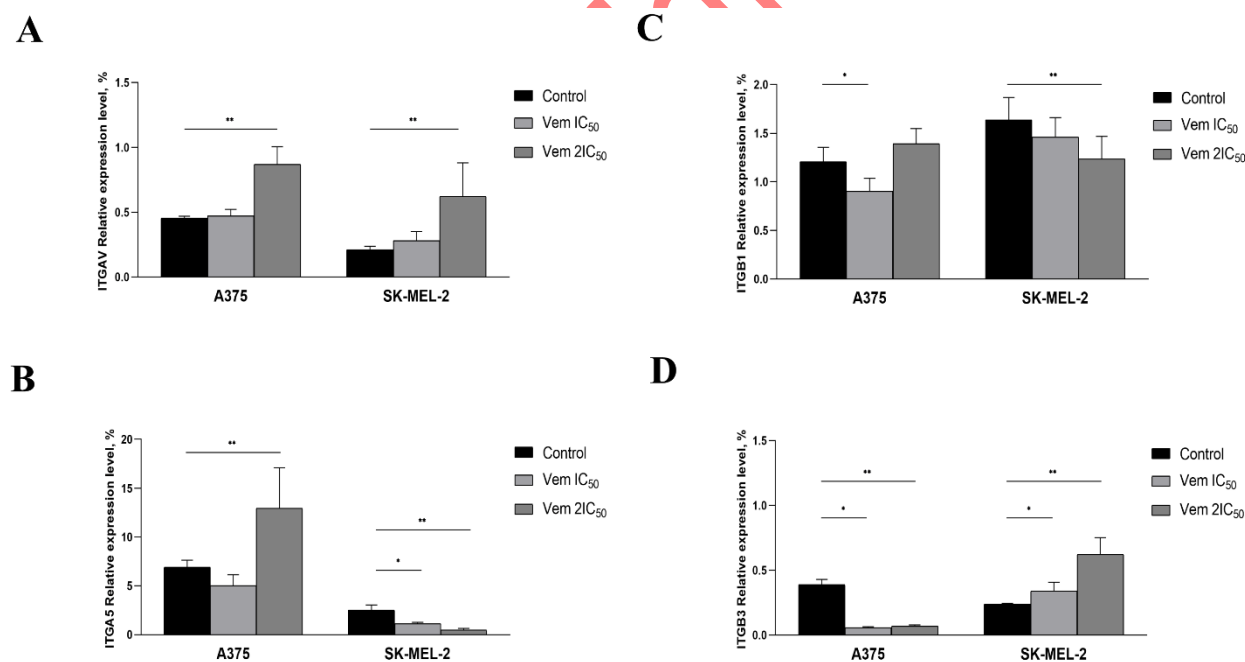 A
ITGAV Relative expression level, %
1.5
1.0
0.5
0.0
**
**
A375
SK-MEL-2
Control
Vem IC₅₀
Vem 2IC₅₀
C
ITGB1 Relative expression level, %
2.0
1.5
1.0
0.5
0.0
*
**
A375
SK-MEL-2
Control
Vem IC₅₀
Vem 2IC₅₀
B
ITGA5 Relative expression level, %
20
15
10
5
0
**
**
*
A375
SK-MEL-2
Control
Vem IC₅₀
Vem 2IC₅₀
D
ITGB3 Relative expression level, %
1.5
1.0
0.5
0.0
**
*
**
*
A375
SK-MEL-2
Control
Vem IC₅₀
Vem 2IC₅₀